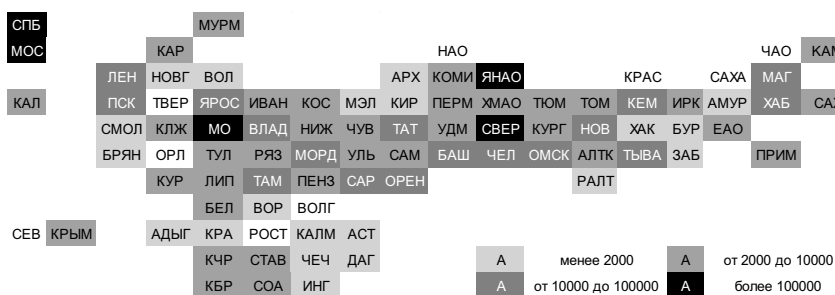 СПБ МУРМ
МОС КАР НАО ЧАО КАМ
ЛЕН НОВГ ВОЛ АРХ КОМИ ЯНАО КРАС САХА МАГ
КАЛ ПСК ТВЕР ЯРОС ИВАН КОС МЭЛ КИР ПЕРМ ХМАО ТЮМ ТОМ КЕМ ИРК АМУР ХАБ САХ
СМОЛ КЛЖ МО ВЛАД НИЖ ЧУВ ТАТ УДМ СВЕР КУРГ НОВ ХАК БУР ЕАО
БРЯН ОРЛ ТУЛ РЯЗ МОРД УЛЬ САМ БАШ ЧЕЛ ОМСК АЛТК ТЫВА ЗАБ ПРИМ
КУР ЛИП ТАМ ПЕНЗ САР ОРЕН РАЛТ
БЕЛ ВОР ВОЛГ
СЕВ КРЫМ АДЫГ КРА РОСТ КАЛМ АСТ
КЧР СТАВ ЧЕЧ ДАГ А менее 2000 А от 2000 до 10000
КБР СОА ИНГ А от 10000 до 100000 А более 100000